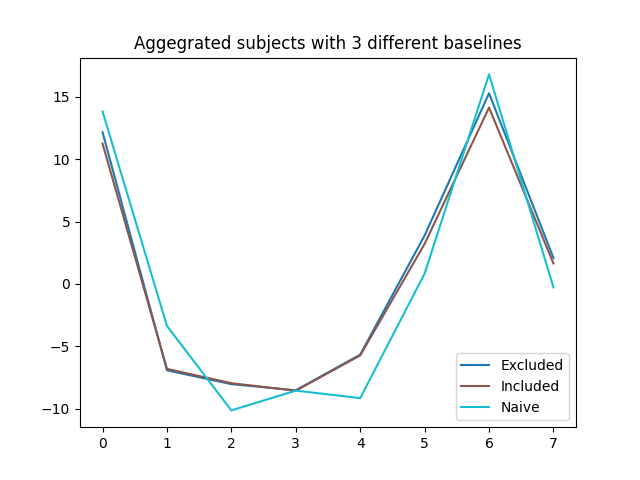 Aggegrated subjects with 3 different baselines
15
10
5
0
−5
−10
0 1 2 3 4 5 6 7
Excluded
Included
Naive